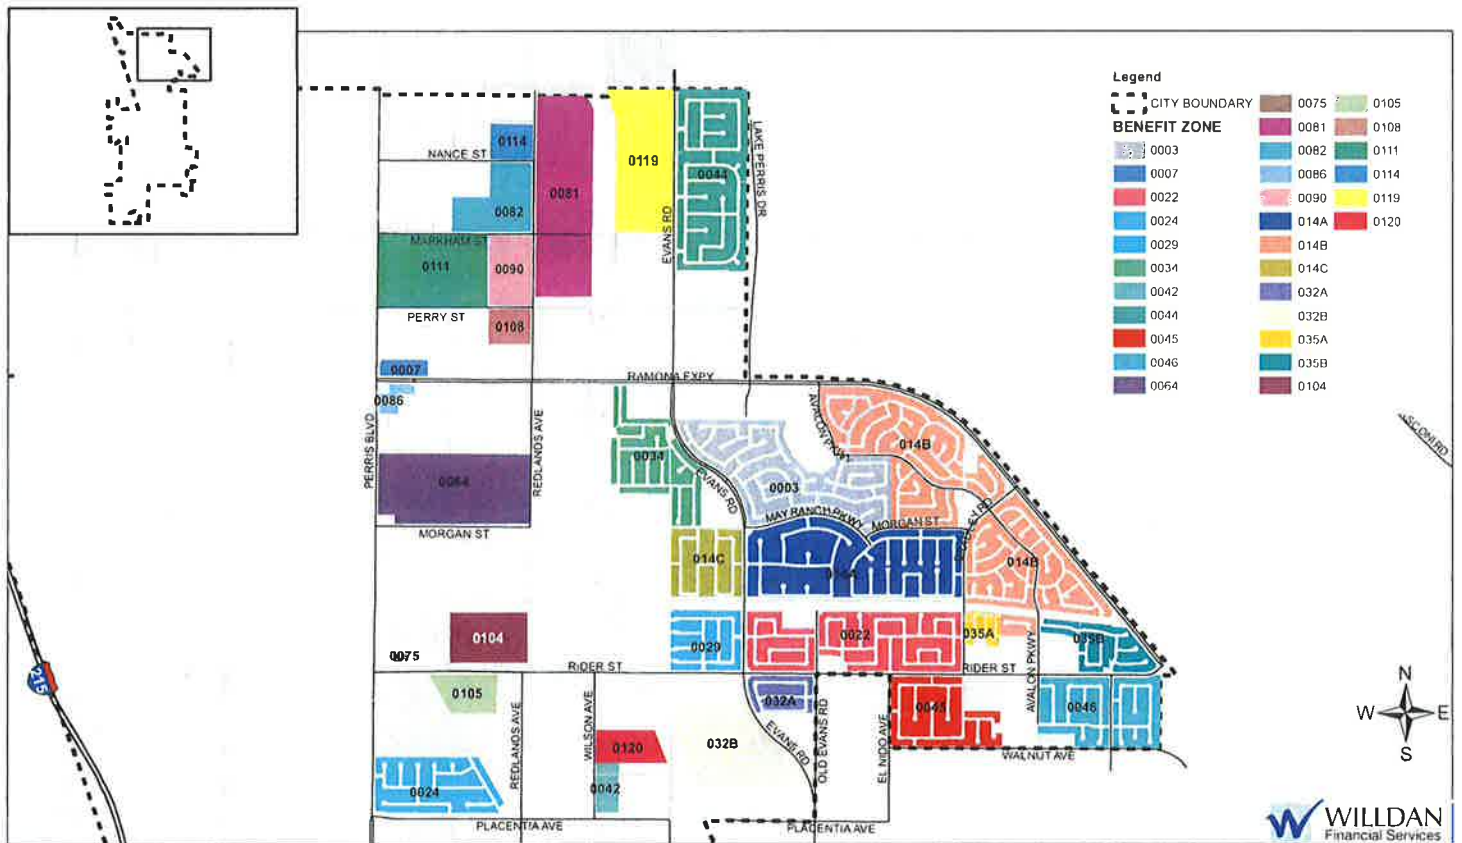 Legend
CITY BOUNDARY
BENEFIT ZONE
0003
0007
0022
0024
0029
0034
0042
0044
0045
0046
0064
0075
0081
0082
0086
0090
014A
014B
014C
032A
032B
035A
035B
0104
0105
0108
0111
0114
0119
0120
NANCE ST
0114
0082
0081
0119
0044
LAKE PERRIS DR
EVANS RD
MARKHAM ST
0111
0090
PERRY ST
0108
0007
RAMONA EXPY
0086
PERRIS BLVD
REDLANDS AVE
0064
MORGAN ST
0034
EVANS RD
0003
AVALON PKWY
014B
MAY RANCH PKWY
MORGAN ST
014C
014A
014B
0104
0075
RIDER ST
0029
0022
035A
035B
RIDER ST
AVALON PKWY
0105
REDLANDS AVE
WILSON AVE
032A
032B
EVANS RD
OLD EVANS RD
EL NIDO AVE
0045
0046
WALNUT AVE
0120
0042
0024
PLACENTIA AVE
PLACENTIA AVE
215
N
W
E
S
WILLDAN
Financial Services